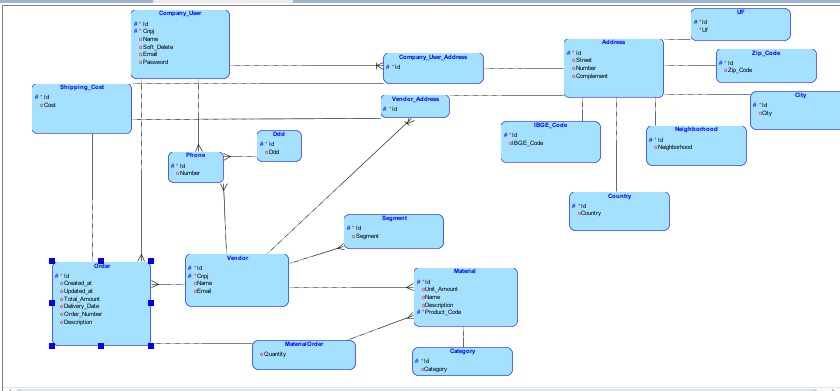 Company_User
# * Id
# * Cnpj
Name
Soft_Delete
Email
Password
UF
# * Id
* Uf
Address
# * Id
Street
Number
Complement
Zip_Code
# * Id
Zip_Code
Company_User_Address
# * Id
Shipping_Cost
# * Id
Cost
Vendor_Address
# * Id
City
# * Id
City
IBGE_Code
# * Id
IBGE_Code
Neighborhood
# * Id
Neighborhood
Ddd
# * Id
Ddd
Phone
# * Id
Number
Country
# * Id
Country
Segment
# * Id
Segment
Vendor
# * Id
# * Cnpj
Name
Email
Order
# * Id
Created_at
Updated_at
Total_Amount
Delivery_Date
Order_Number
Description
Material
# * Id
Unit_Amount
Name
Description
# * Product_Code
MaterialOrder
Quantity
Category
# * Id
Category